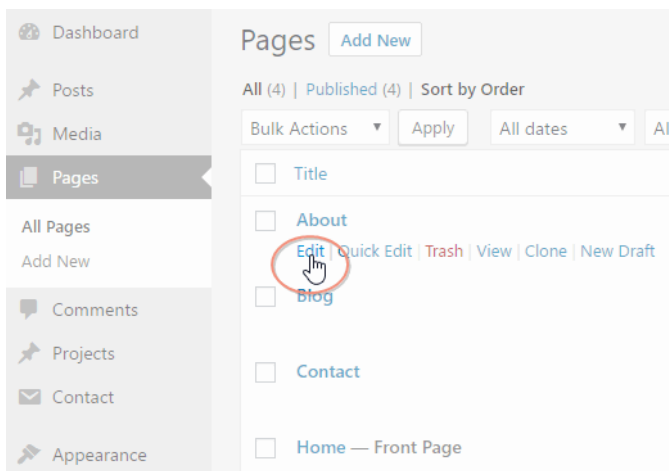 Dashboard
Posts
Media
Pages
All Pages
Add New
Comments
Projects
Contact
Appearance
Pages Add New
All (4) | Published (4) | Sort by Order
Bulk Actions Apply All dates Al
Title
About
Edit | Quick Edit | Trash | View | Clone | New Draft
Blog
Contact
Home — Front Page